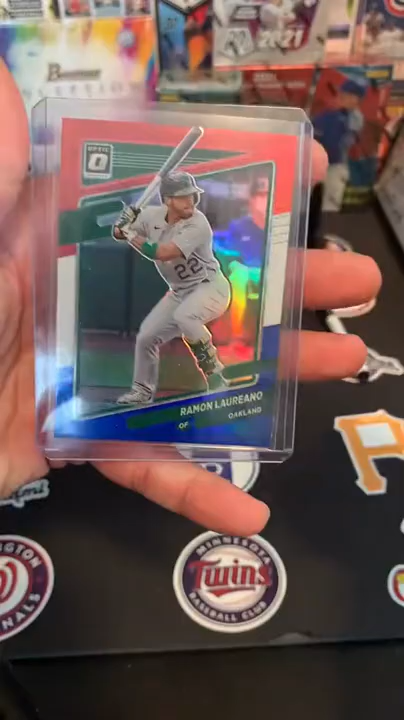 Bowman
2021
OPTIC
22
RAMON LAUREANO
OF OAKLAND
MINNESOTA
Twins
BASEBALL CLUB
P